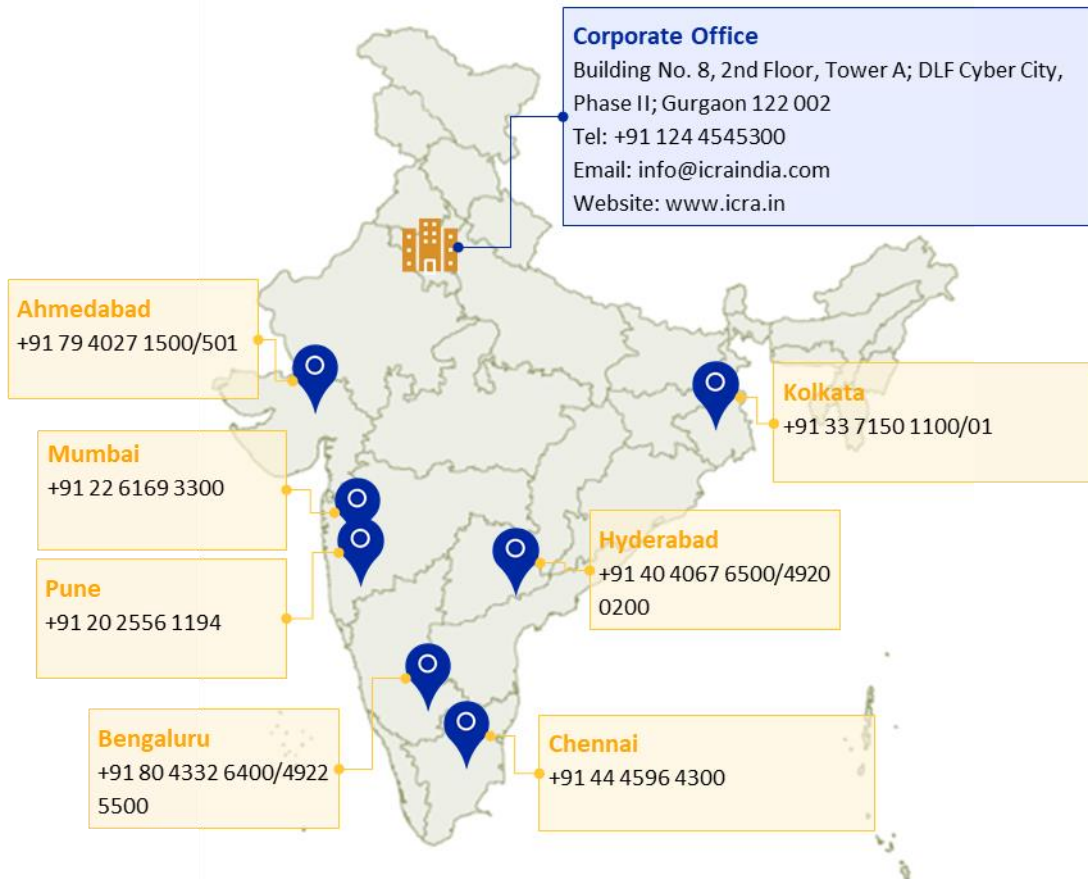 Corporate Office
Building No. 8, 2nd Floor, Tower A; DLF Cyber City,
Phase II; Gurgaon 122 002
Tel: +91 124 4545300
Email: info@icraindia.com
Website: www.icra.in
Ahmedabad
+91 79 4027 1500/501
Kolkata
+91 33 7150 1100/01
Mumbai
+91 22 6169 3300
Hyderabad
+91 40 4067 6500/4920
0200
Pune
+91 20 2556 1194
Bengaluru
+91 80 4332 6400/4922
5500
Chennai
+91 44 4596 4300